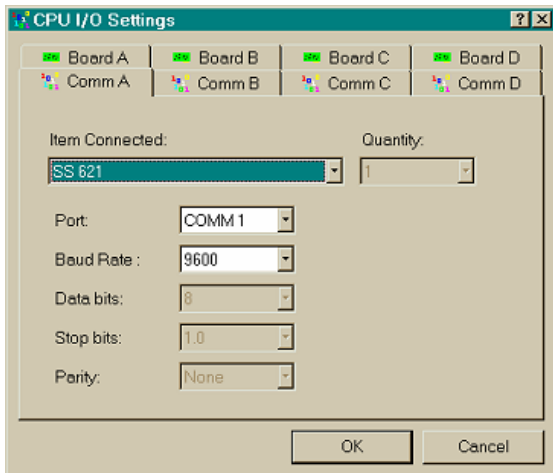 CPU I/O Settings
Board A Board B Board C Board D
Comm A Comm B Comm C Comm D
Item Connected: Quantity:
SS 621 1
Port: COMM 1
Baud Rate : 9600
Data bits: 8
Stop bits: 1.0
Parity: None
OK Cancel